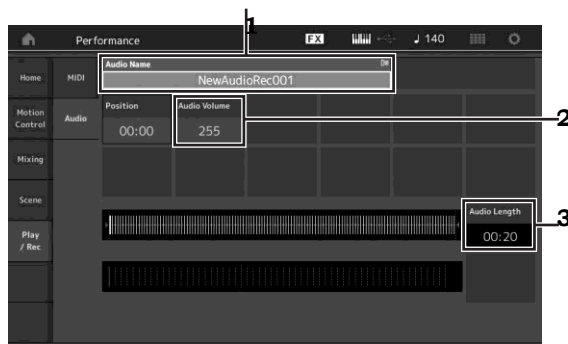 1
Performance
FX
♩ 140
Audio Name
NewAudioRec001
Home
MIDI
Motion
Control
Audio
Position
00:00
Audio Volume
255
2
Mixing
Scene
Audio Length
00:20
3
Play
/ Rec